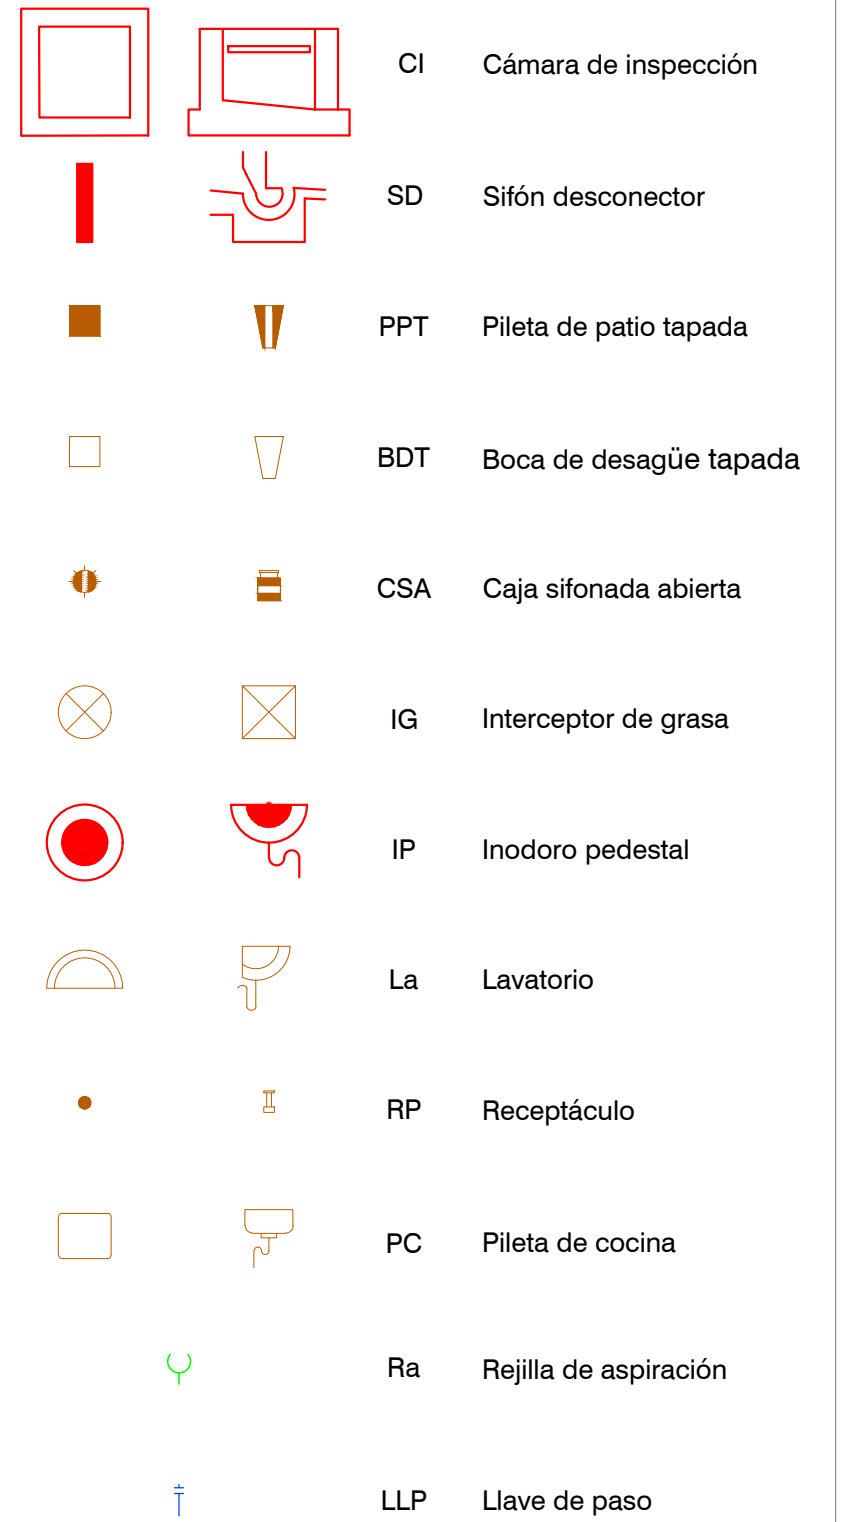 CI Cámara de inspección
SD Sifón desconector
PPT Pileta de patio tapada
BDT Boca de desagüe tapada
CSA Caja sifonada abierta
IG Interceptor de grasa
IP Inodoro pedestal
La Lavatorio
RP Receptáculo
PC Pileta de cocina
Ra Rejilla de aspiración
LLP Llave de paso